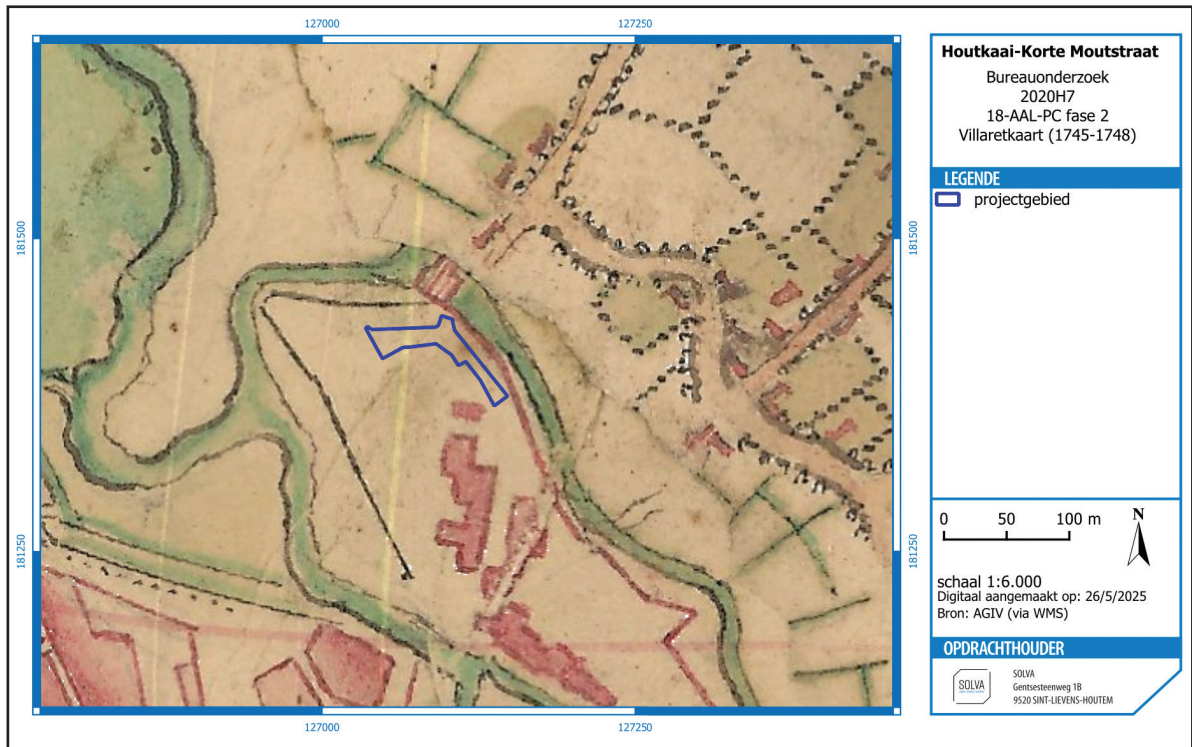 127000
127250
181500
181500
181250
181250
127000
127250
Houtkaai-Korte Moutstraat
Bureauonderzoek
2020H7
18-AAL-PC fase 2
Villaretkaart (1745-1748)
LEGENDE
projectgebied
0 50 100 m
N
schaal 1:6.000
Digitaal aangemaakt op: 26/5/2025
Bron: AGIV (via WMS)
OPDRACHTHOUDER
SOLVA
SOLVA
Gentsesteenweg 1B
9520 SINT-LIEVENS-HOUTEM